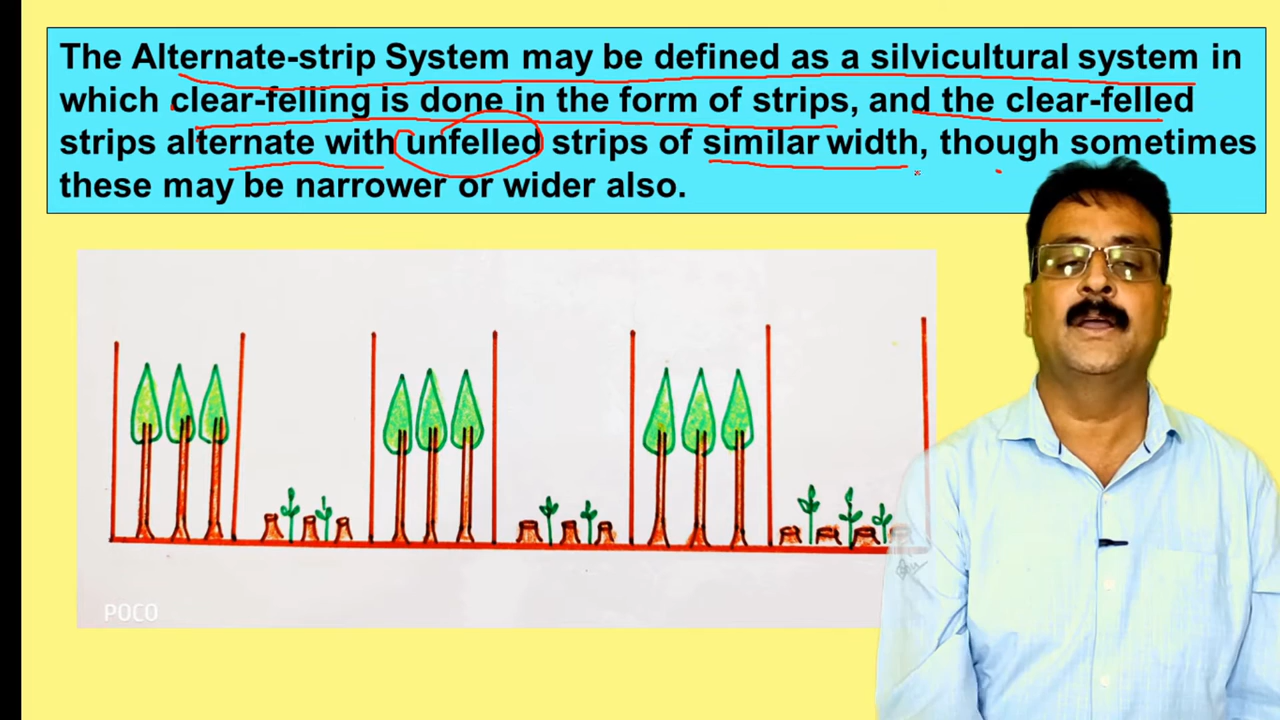 The Alternate-strip System may be defined as a silvicultural system in
which clear-felling is done in the form of strips, and the clear-felled
strips alternate with unfelled strips of similar width, though sometimes
these may be narrower or wider also.
POCO